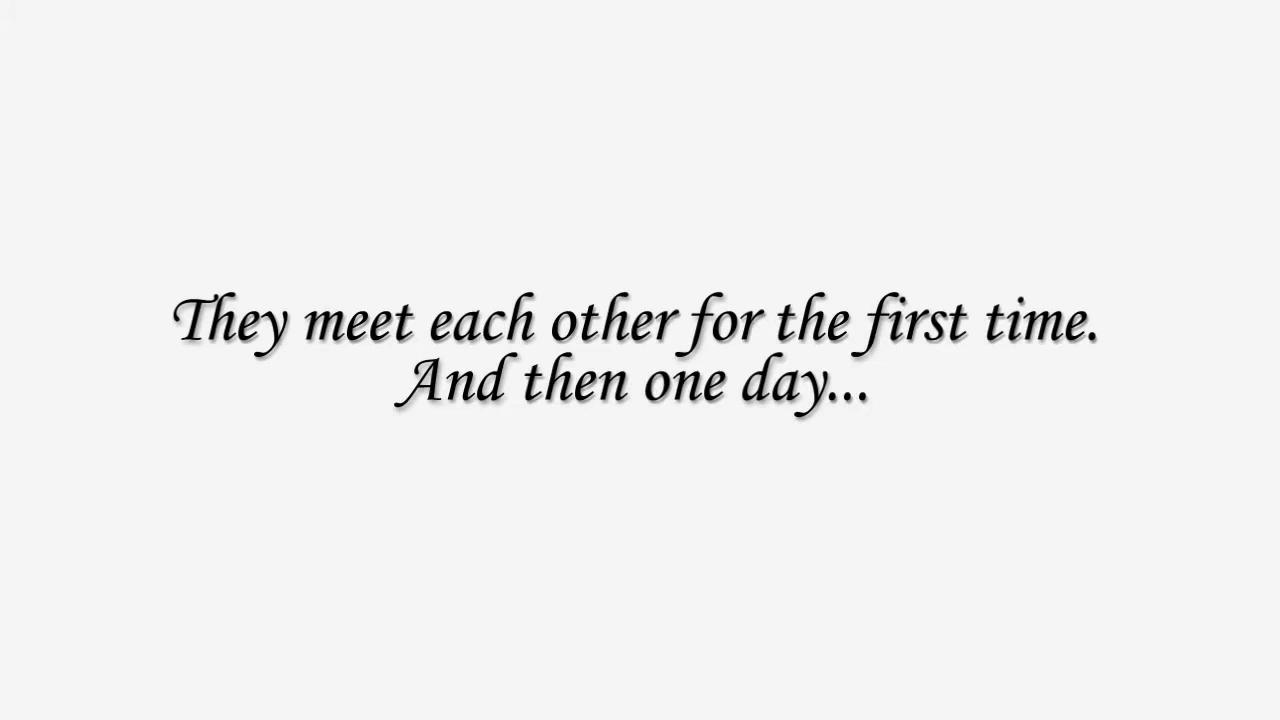 They meet each other for the first time.
And then one day...